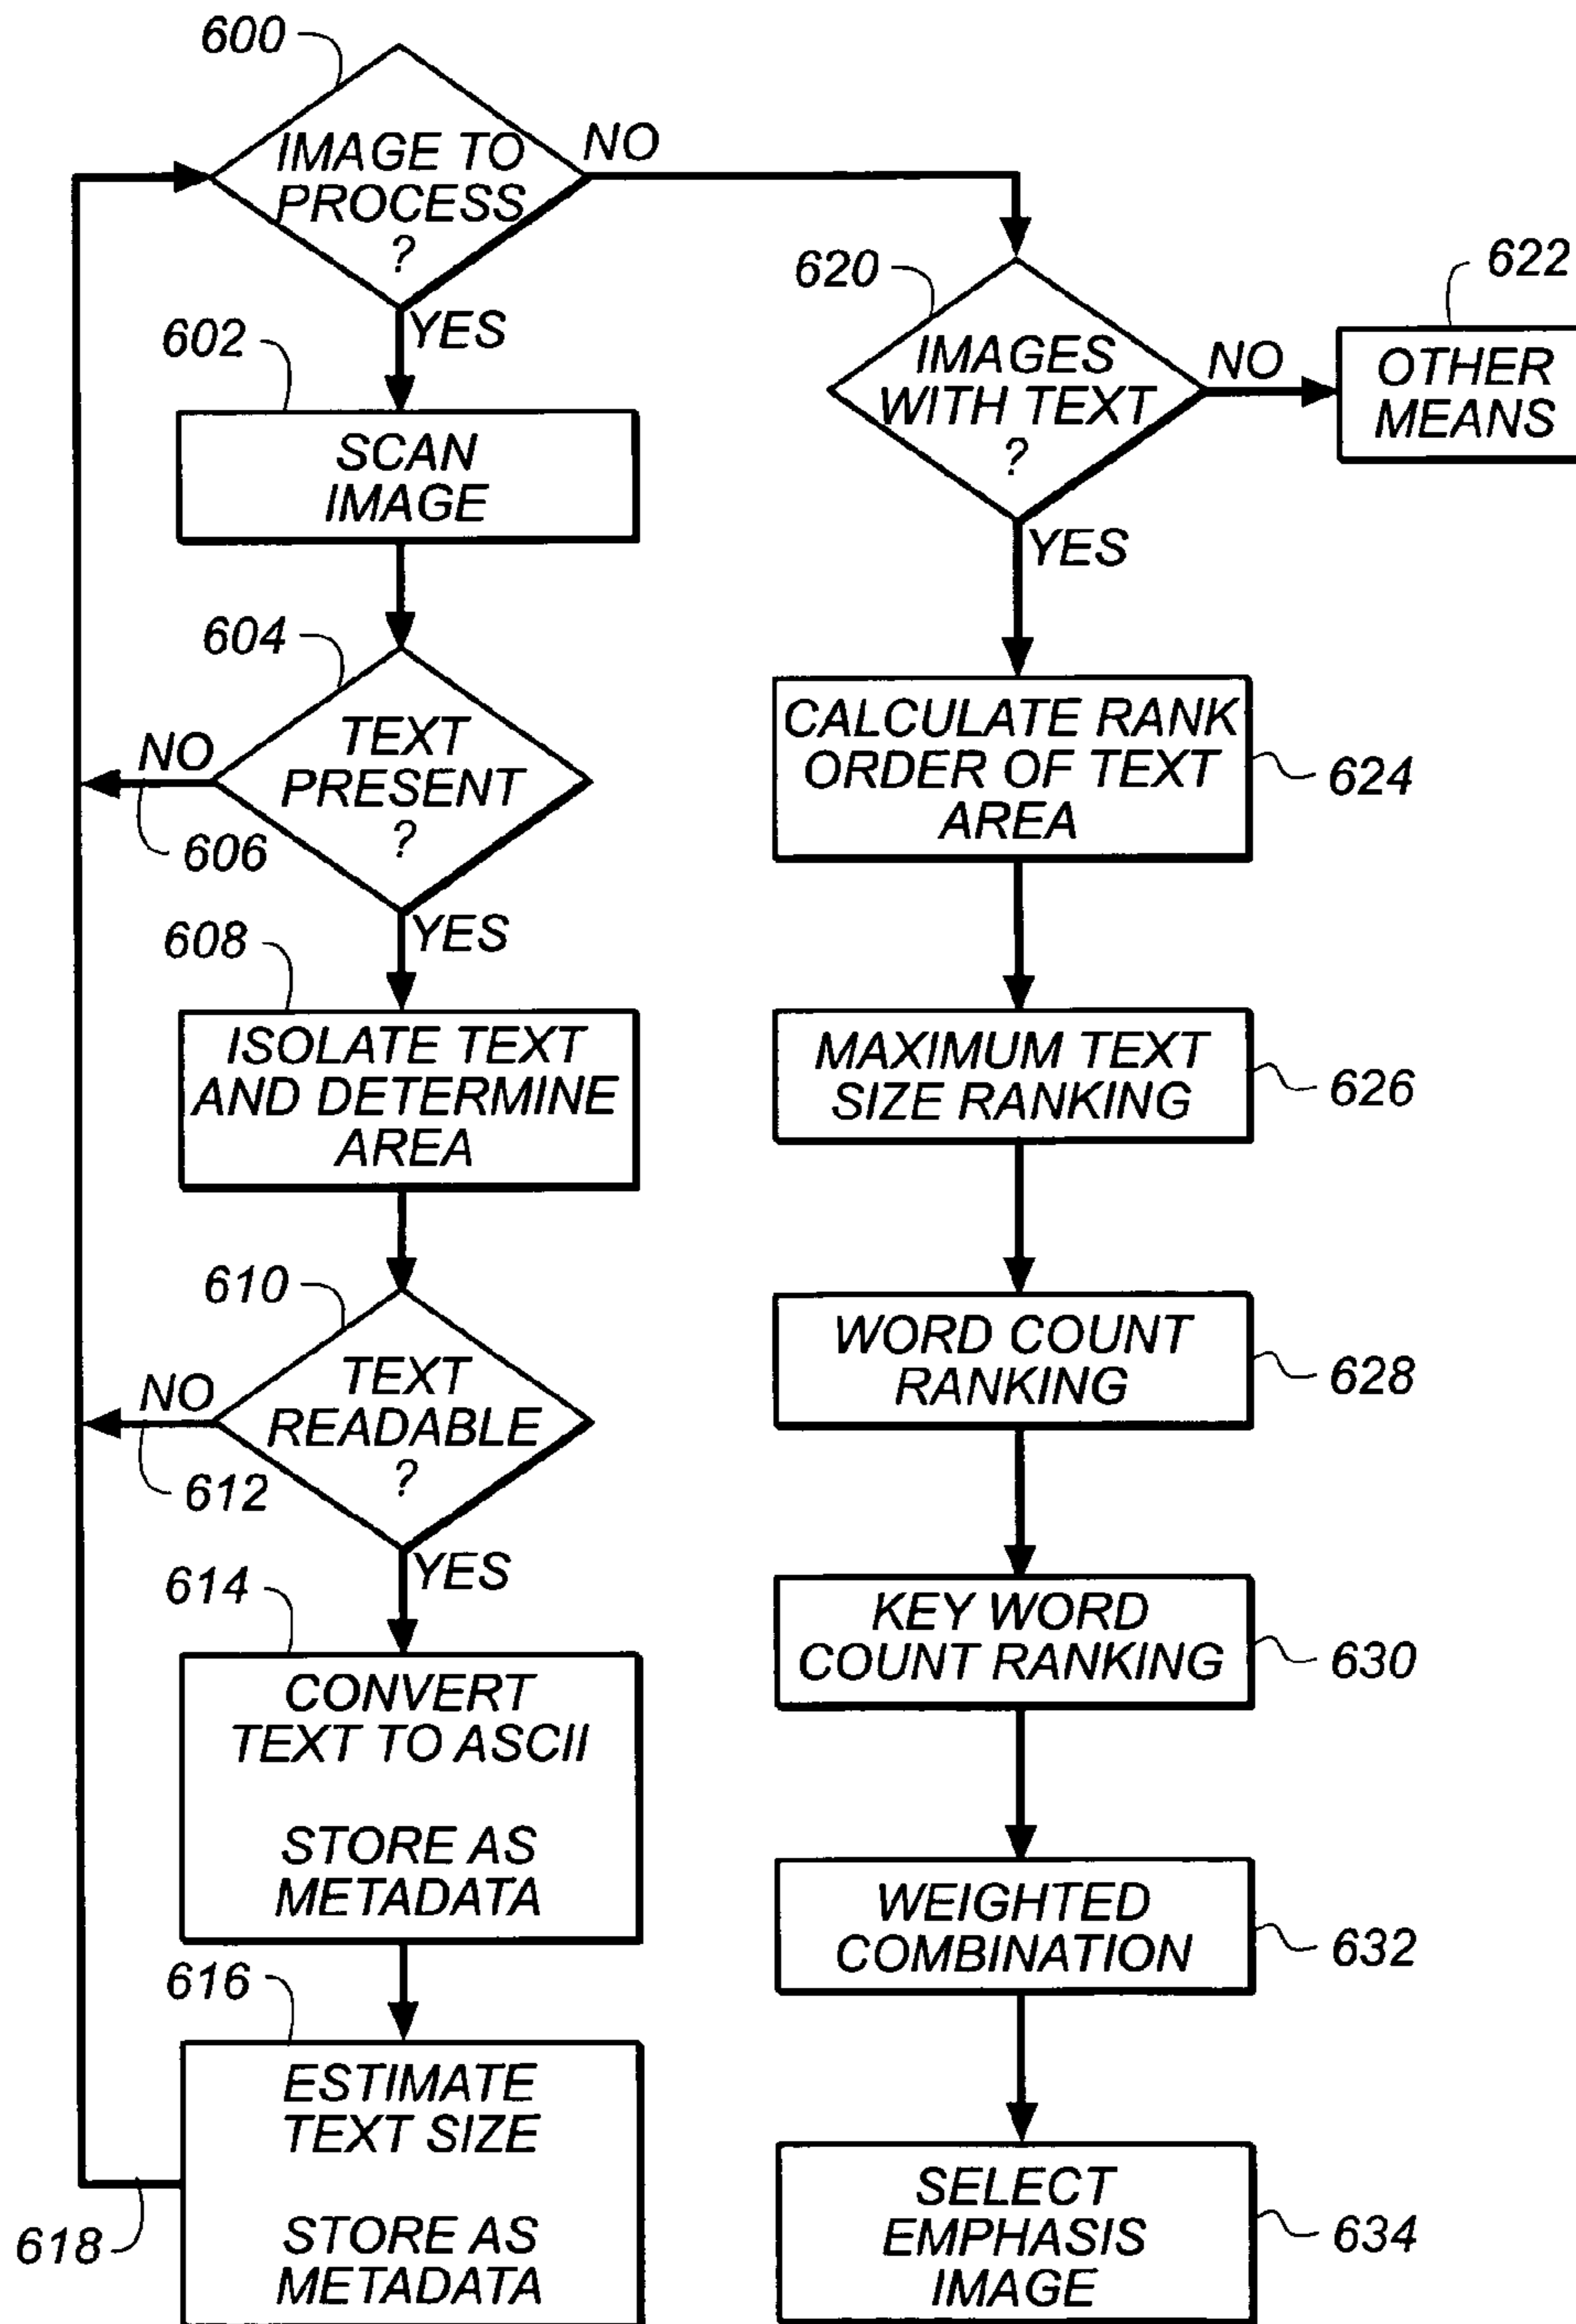 600
IMAGE TO
PROCESS
?
NO
YES
602
SCAN
IMAGE
604
TEXT
PRESENT
?
NO
606
YES
608
ISOLATE TEXT
AND DETERMINE
AREA
610
TEXT
READABLE
?
NO
612
YES
614
CONVERT
TEXT TO ASCII
STORE AS
METADATA
616
ESTIMATE
TEXT SIZE
STORE AS
METADATA
618
620
IMAGES
WITH TEXT
?
NO
622
OTHER
MEANS
YES
CALCULATE RANK
ORDER OF TEXT
AREA
624
MAXIMUM TEXT
SIZE RANKING
626
WORD COUNT
RANKING
628
KEY WORD
COUNT RANKING
630
WEIGHTED
COMBINATION
632
SELECT
EMPHASIS
IMAGE
634